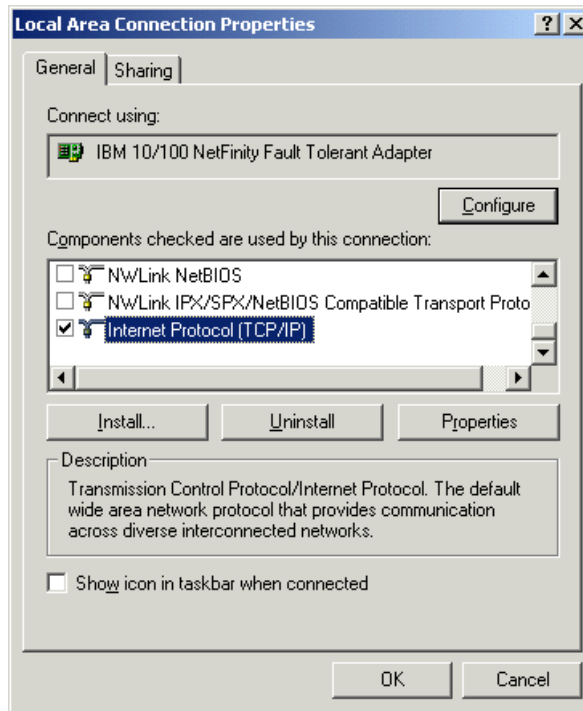 Local Area Connection Properties
General
Sharing
Connect using:
IBM 10/100 NetFinity Fault Tolerant Adapter
Configure
Components checked are used by this connection:
NWLink NetBIOS
NWLink IPX/SPX/NetBIOS Compatible Transport Proto
Internet Protocol (TCP/IP)
Install...
Uninstall
Properties
Description
Transmission Control Protocol/Internet Protocol. The default
wide area network protocol that provides communication
across diverse interconnected networks.
Show icon in taskbar when connected
OK
Cancel